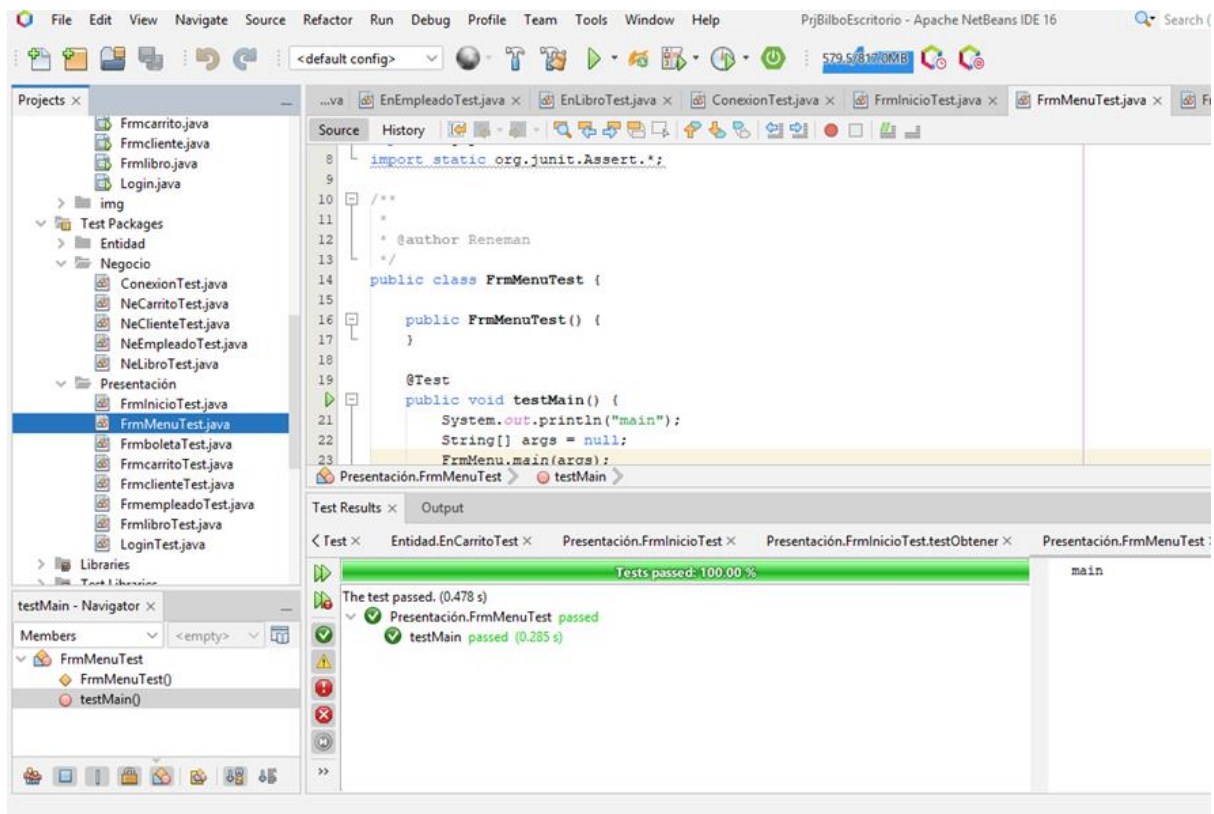 File Edit View Navigate Source Refactor Run Debug Profile Team Tools Window Help PrjBilboEscritorio - Apache NetBeans IDE 16 Search (
<default config> 579.5/817.0MB
Projects ×
Frmcarrito.java
Frmcliente.java
Frmlibro.java
Login.java
img
Test Packages
Entidad
Negocio
ConexionTest.java
NeCarritoTest.java
NeClienteTest.java
NeEmpleadoTest.java
NeLibroTest.java
Presentación
FrmInicioTest.java
FrmMenuTest.java
FrmboletaTest.java
FrmcarritoTest.java
FrmclienteTest.java
FrmempleadoTest.java
FrmlibroTest.java
LoginTest.java
Libraries
Test Libraries
...va EnEmpleadoTest.java × EnLibroTest.java × ConexionTest.java × FrmInicioTest.java × FrmMenuTest.java ×
Source History
8 import static org.junit.Assert.*;
9
10 /**
11 *
12 * @author Reneman
13 */
14 public class FrmMenuTest {
15
16 public FrmMenuTest() {
17 }
18
19 @Test
public void testMain() {
21 System.out.println("main");
22 String[] args = null;
23 FrmMenu.main(args);
Presentación.FrmMenuTest testMain
Test Results × Output
Test × Entidad.EnCarritoTest × Presentación.FrmInicioTest × Presentación.FrmInicioTest.testObtener × Presentación.FrmMenuTest
Tests passed: 100.00 %
The test passed. (0.478 s)
Presentación.FrmMenuTest passed
testMain passed (0.285 s)
main
testMain - Navigator ×
Members <empty>
FrmMenuTest
FrmMenuTest()
testMain()